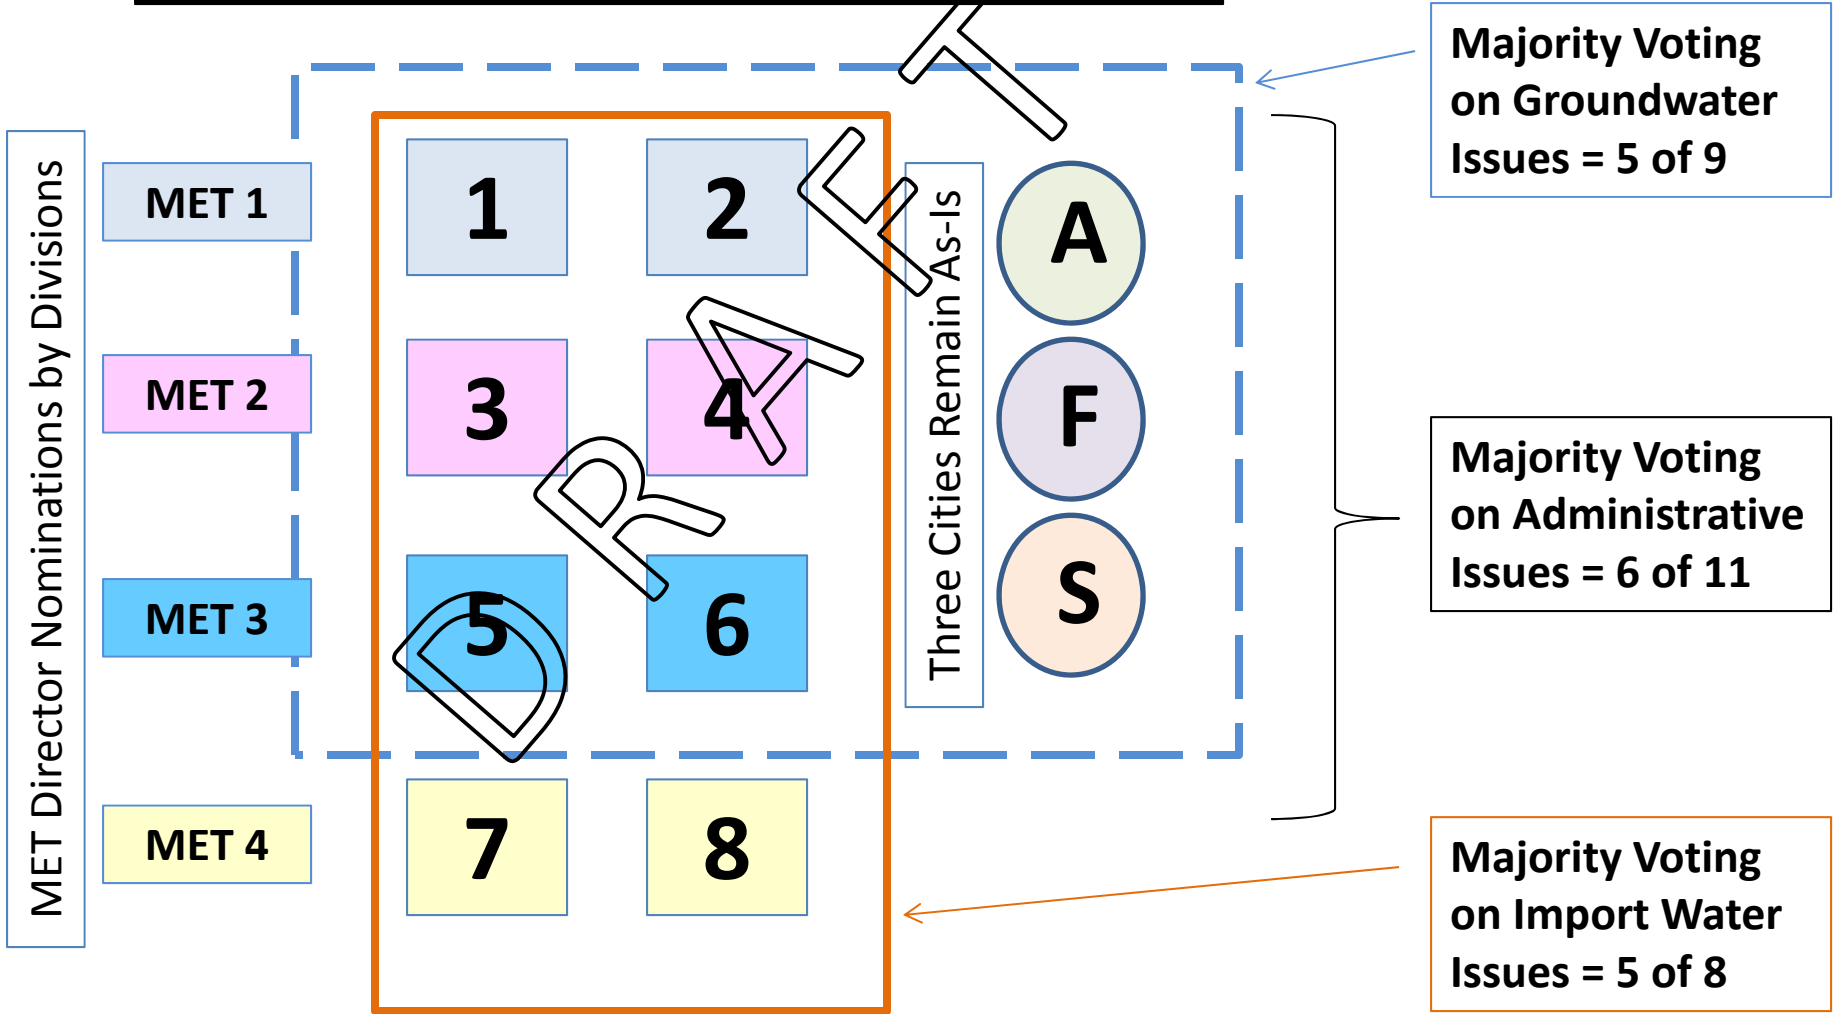 MET Director Nominations by Divisions
MET 1
MET 2
MET 3
MET 4
1 2
3 4
5 6
7 8
DRAFT
Three Cities Remain As-Is
A
F
S
Majority Voting
on Groundwater
Issues = 5 of 9
Majority Voting
on Administrative
Issues = 6 of 11
Majority Voting
on Import Water
Issues = 5 of 8